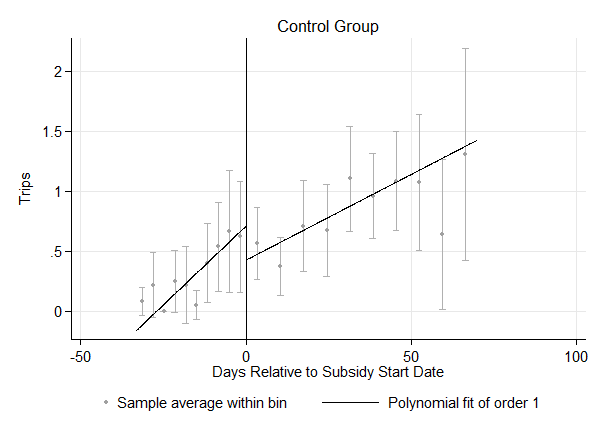 Control Group
Trips
2
1.5
1
.5
0
-50
0
50
100
Days Relative to Subsidy Start Date
Sample average within bin
Polynomial fit of order 1